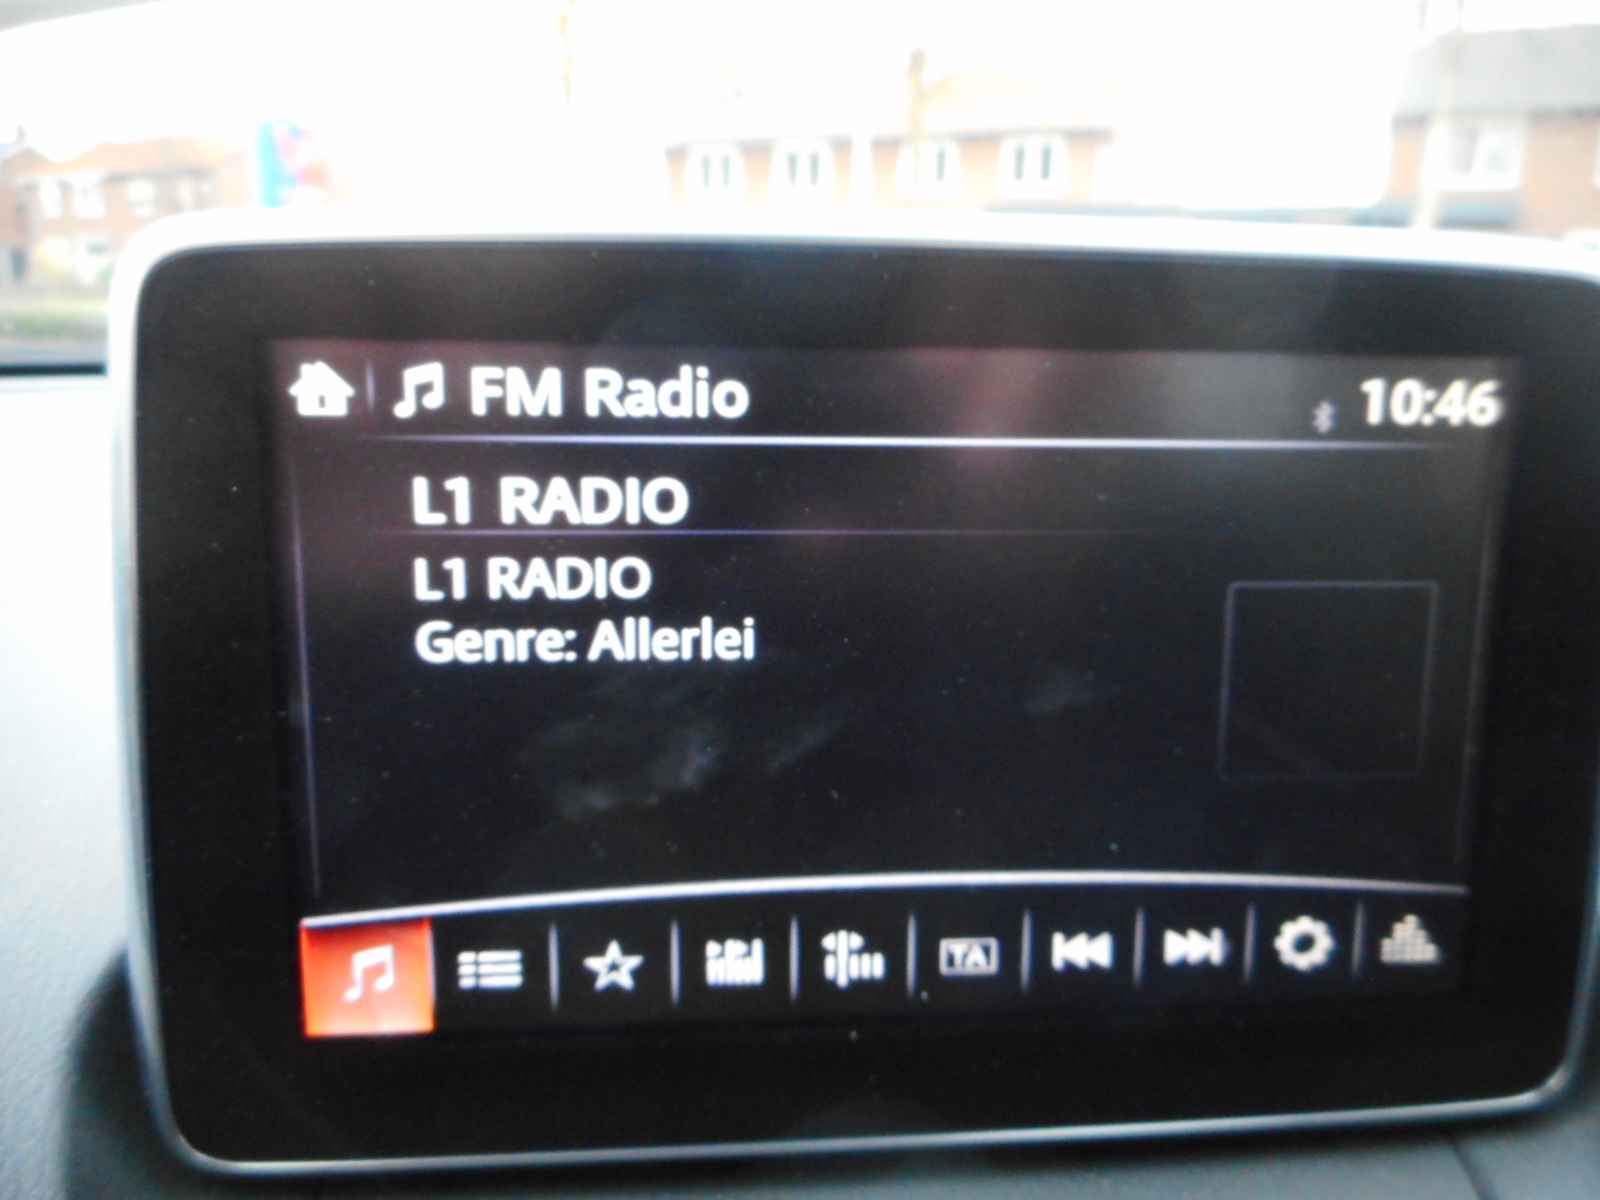 FM Radio
10:46
L1 RADIO
L1 RADIO
Genre: Allerlei
TA